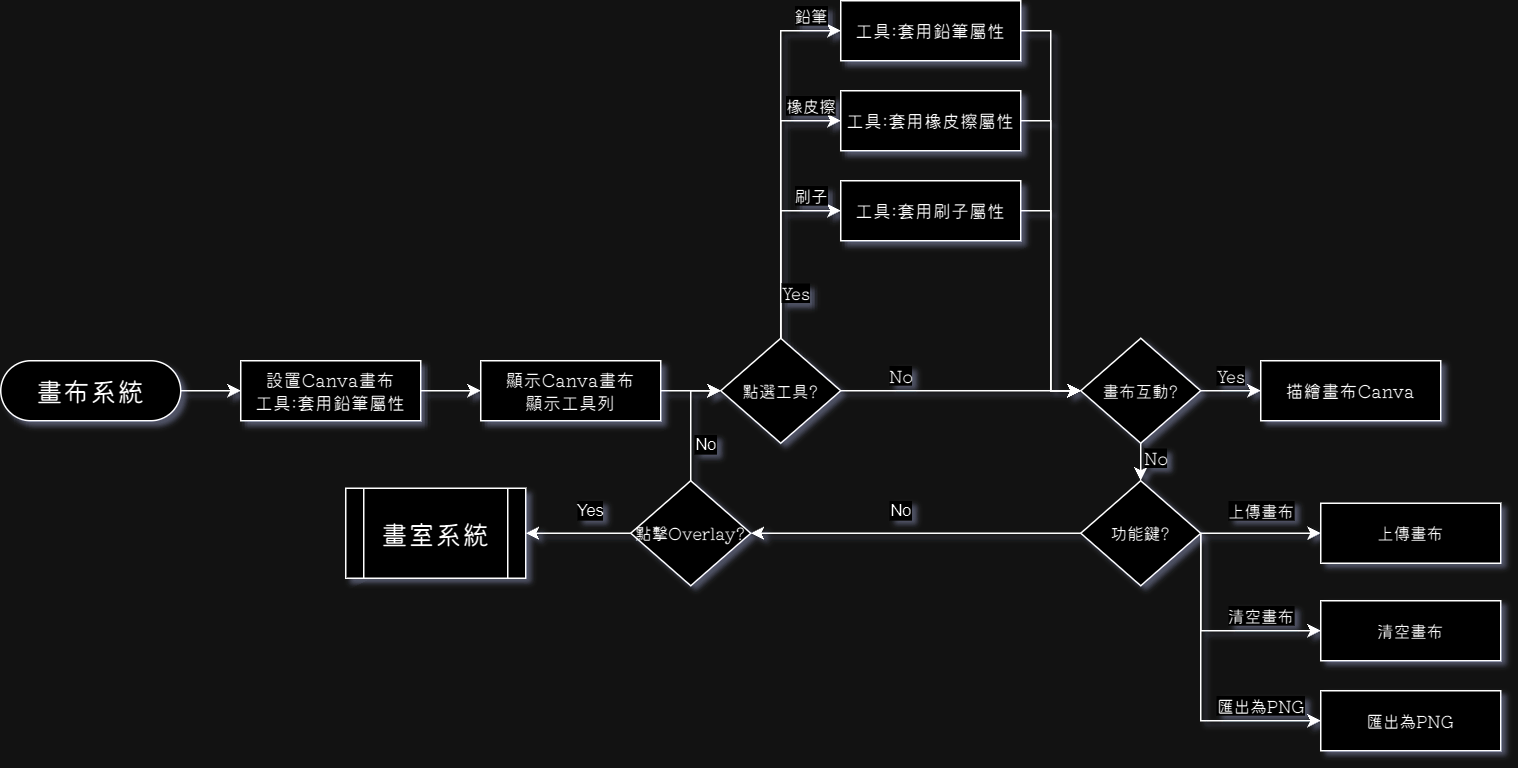 鉛筆
工具:套用鉛筆屬性
橡皮擦
工具:套用橡皮擦屬性
刷子
工具:套用刷子屬性
Yes
畫布系統
設置Canva畫布
工具:套用鉛筆屬性
顯示Canva畫布
顯示工具列
點選工具?
No
畫布互動?
Yes
描繪畫布Canva
No
No
畫室系統
Yes
點擊Overlay?
No
功能鍵?
上傳畫布
上傳畫布
清空畫布
清空畫布
匯出為PNG
匯出為PNG